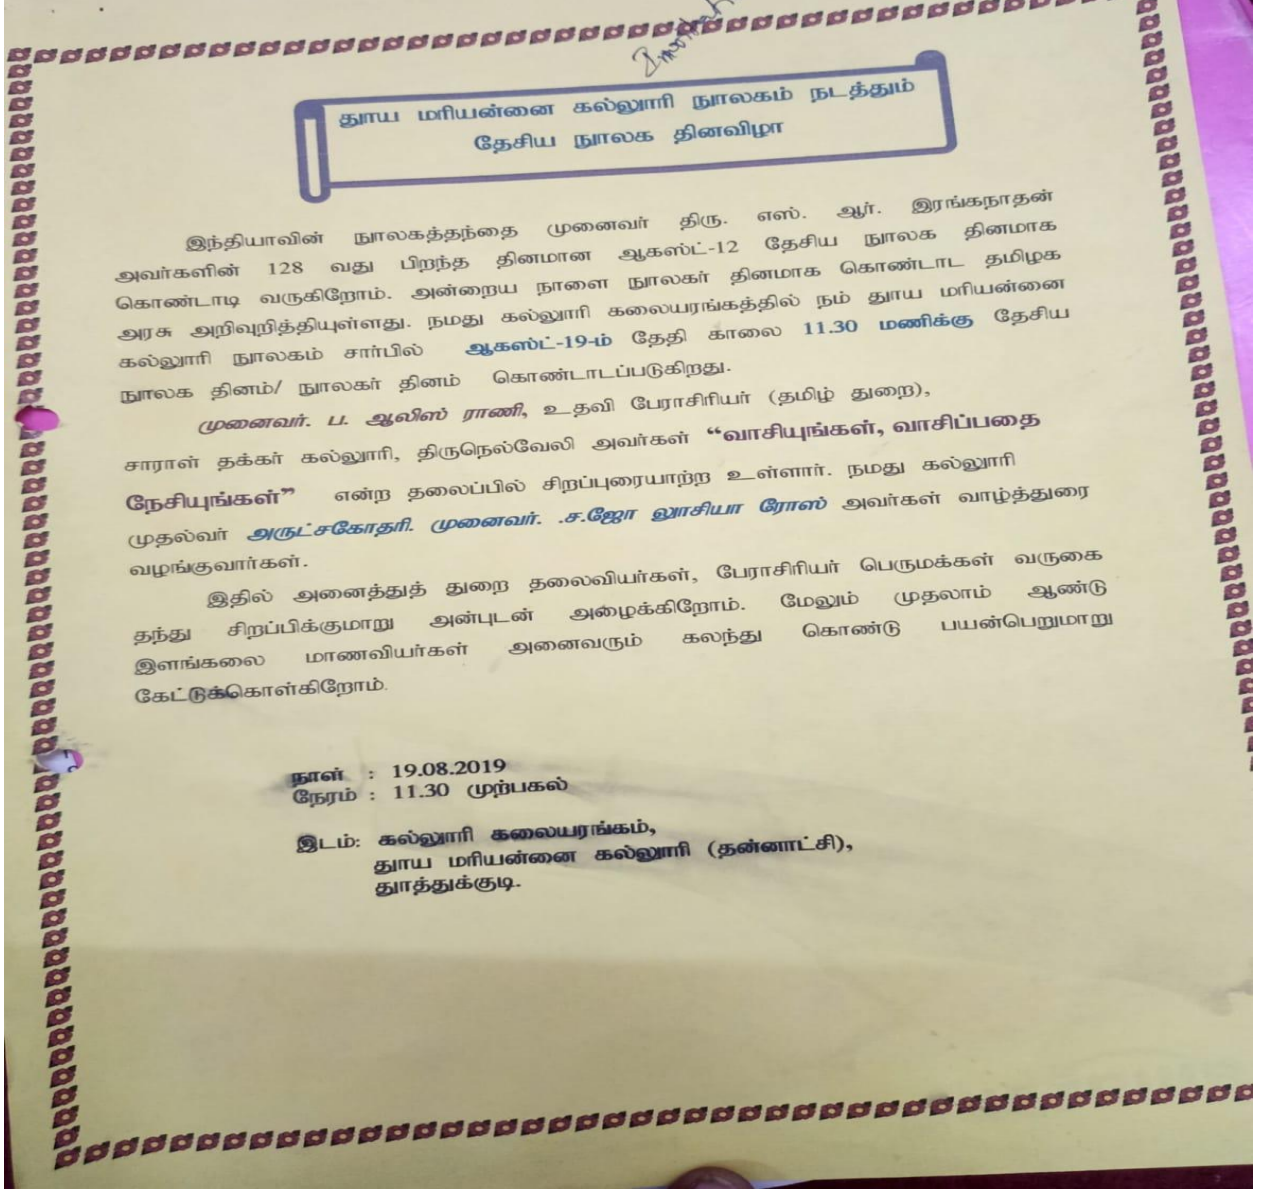 தூய மரியன்னை கல்லூரி நூலகம் நடத்தும்
தேசிய நூலக தினவிழா
இந்தியாவின் நூலகத்தந்தை முனைவர் திரு. எஸ். ஆர். இரங்கநாதன்
அவர்களின் 128 வது பிறந்த தினமான ஆகஸ்ட்-12 தேசிய நூலக தினமாக
கொண்டாடி வருகிறோம். அன்றைய நாளை நூலகர் தினமாக கொண்டாட தமிழக
அரசு அறிவுறித்தியுள்ளது. நமது கல்லூரி கலையரங்கத்தில் நம் தூய மரியன்னை
கல்லூரி நூலகம் சார்பில் ஆகஸ்ட்-19-ம் தேதி காலை 11.30 மணிக்கு தேசிய
நூலக தினம்/ நூலகர் தினம் கொண்டாடப்படுகிறது.
முனைவர். ப. ஆலிஸ் ராணி, உதவி பேராசிரியர் (தமிழ் துறை),
சாராள் தக்கர் கல்லூரி, திருநெல்வேலி அவர்கள் “வாசியுங்கள், வாசிப்பதை
நேசியுங்கள்” என்ற தலைப்பில் சிறப்புரையாற்ற உள்ளார். நமது கல்லூரி
முதல்வர் அருட்சகோதரி. முனைவர். .ச.ஜோ லூசியா ரோஸ் அவர்கள் வாழ்த்துரை
வழங்குவார்கள்.
இதில் அனைத்துத் துறை தலைவியர்கள், பேராசிரியர் பெருமக்கள் வருகை
தந்து சிறப்பிக்குமாறு அன்புடன் அழைக்கிறோம். மேலும் முதலாம் ஆண்டு
இளங்கலை மாணவியர்கள் அனைவரும் கலந்து கொண்டு பயன்பெறுமாறு
கேட்டுக்கொள்கிறோம்.
நாள் : 19.08.2019
நேரம் : 11.30 முற்பகல்
இடம்: கல்லூரி கலையரங்கம்,
தூய மரியன்னை கல்லூரி (தன்னாட்சி),
தூத்துக்குடி.